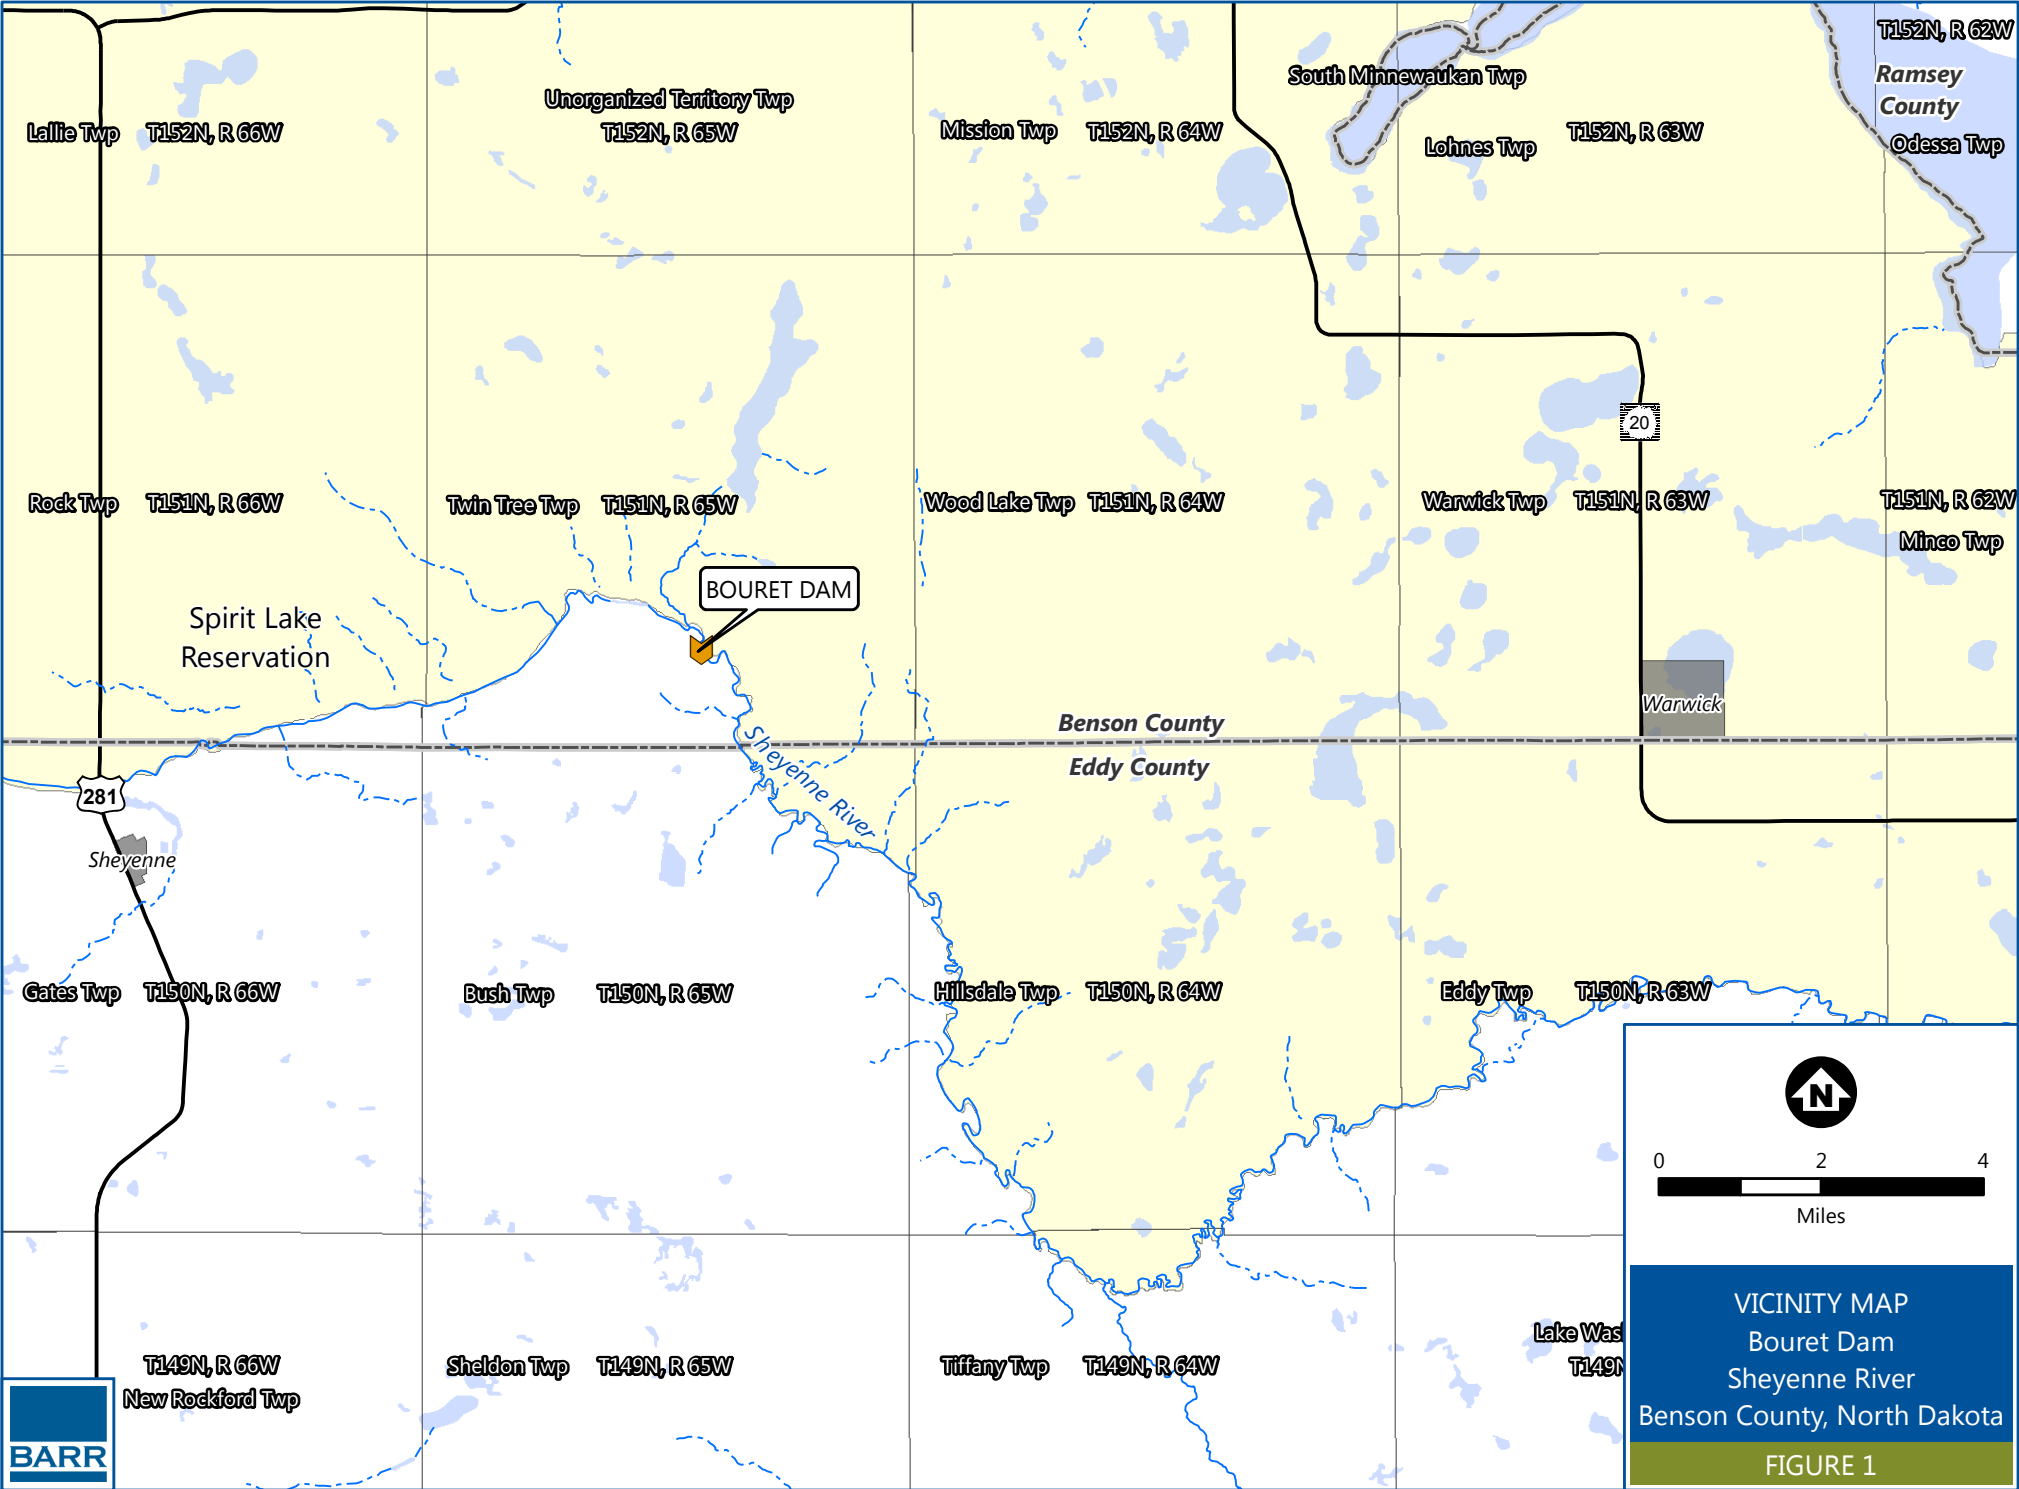 T152N, R 62W
Ramsey
County
Odessa Twp
South Minnewaukan Twp
Unorganized Territory Twp
Lallie Twp T152N, R 66W
T152N, R 65W
Mission Twp T152N, R 64W
Lohnes Twp
T152N, R 63W
20
Rock Twp T151N, R 66W
Twin Tree Twp T151N, R 65W
Wood Lake Twp T151N, R 64W
Warwick Twp T151N, R 63W
T151N, R 62W
Minco Twp
BOURET DAM
Spirit Lake
Reservation
Warwick
Benson County
Eddy County
Sheyenne River
281
Sheyenne
Gates Twp T150N, R 66W
Bush Twp T150N, R 65W
Hillsdale Twp T150N, R 64W
Eddy Twp T150N, R 63W
N
0 2 4
Miles
T149N, R 66W
New Rockford Twp
Sheldon Twp T149N, R 65W
Tiffany Twp T149N, R 64W
Lake Was
T149N
VICINITY MAP
Bouret Dam
Sheyenne River
Benson County, North Dakota
FIGURE 1
BARR